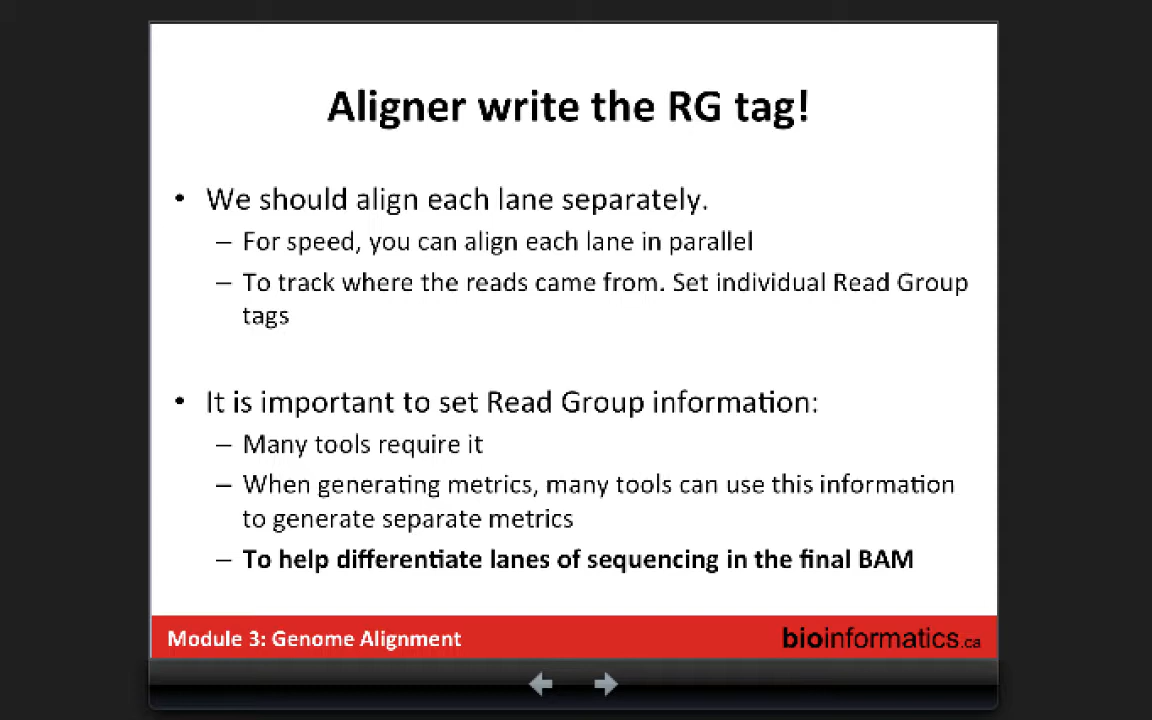 Aligner write the RG tag!
• We should align each lane separately.
– For speed, you can align each lane in parallel
– To track where the reads came from. Set individual Read Group
tags
• It is important to set Read Group information:
– Many tools require it
– When generating metrics, many tools can use this information
to generate separate metrics
– To help differentiate lanes of sequencing in the final BAM
Module 3: Genome Alignment
bioinformatics.ca